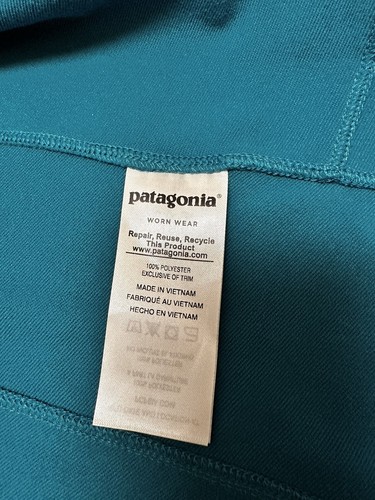 patagonia®
WORN WEAR
Repair, Reuse, Recycle
This Product
www.patagonia.com
100% POLYESTER
EXCLUSIVE OF TRIM
MADE IN VIETNAM
FABRIQUÉ AU VIETNAM
HECHO EN VIETNAM